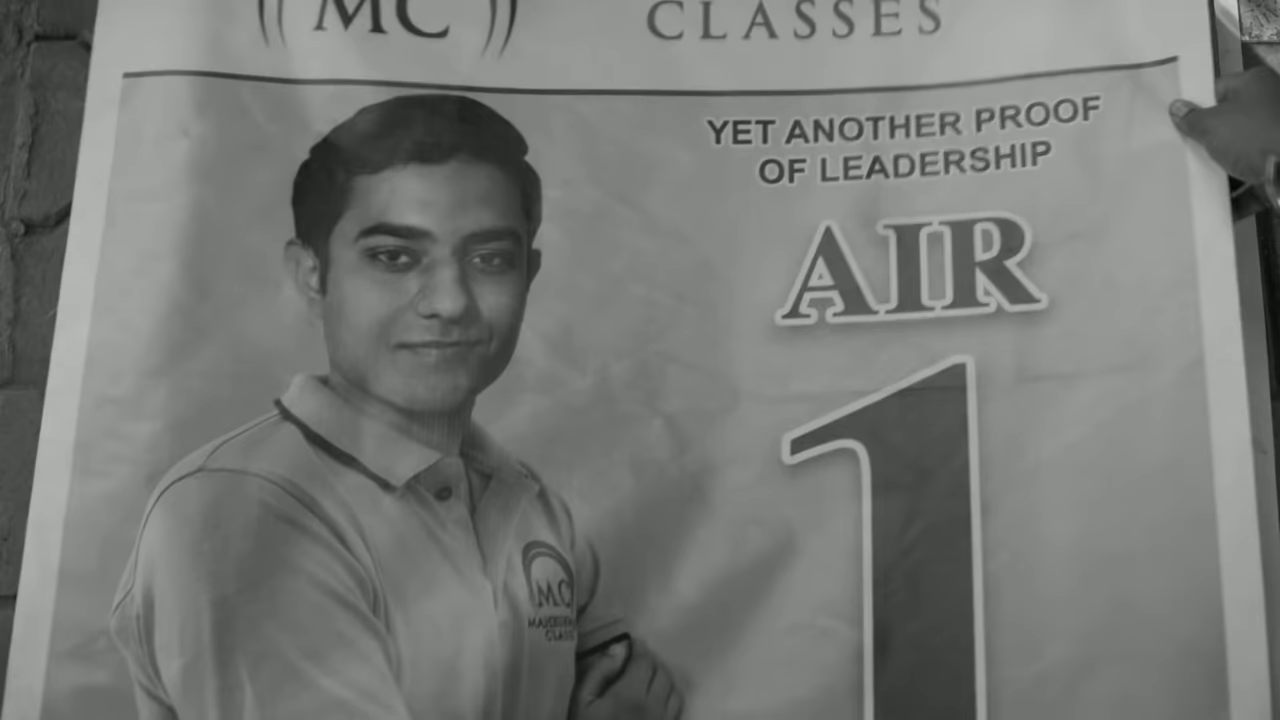 MC
CLASSES
YET ANOTHER PROOF
OF LEADERSHIP
AIR
1
MC